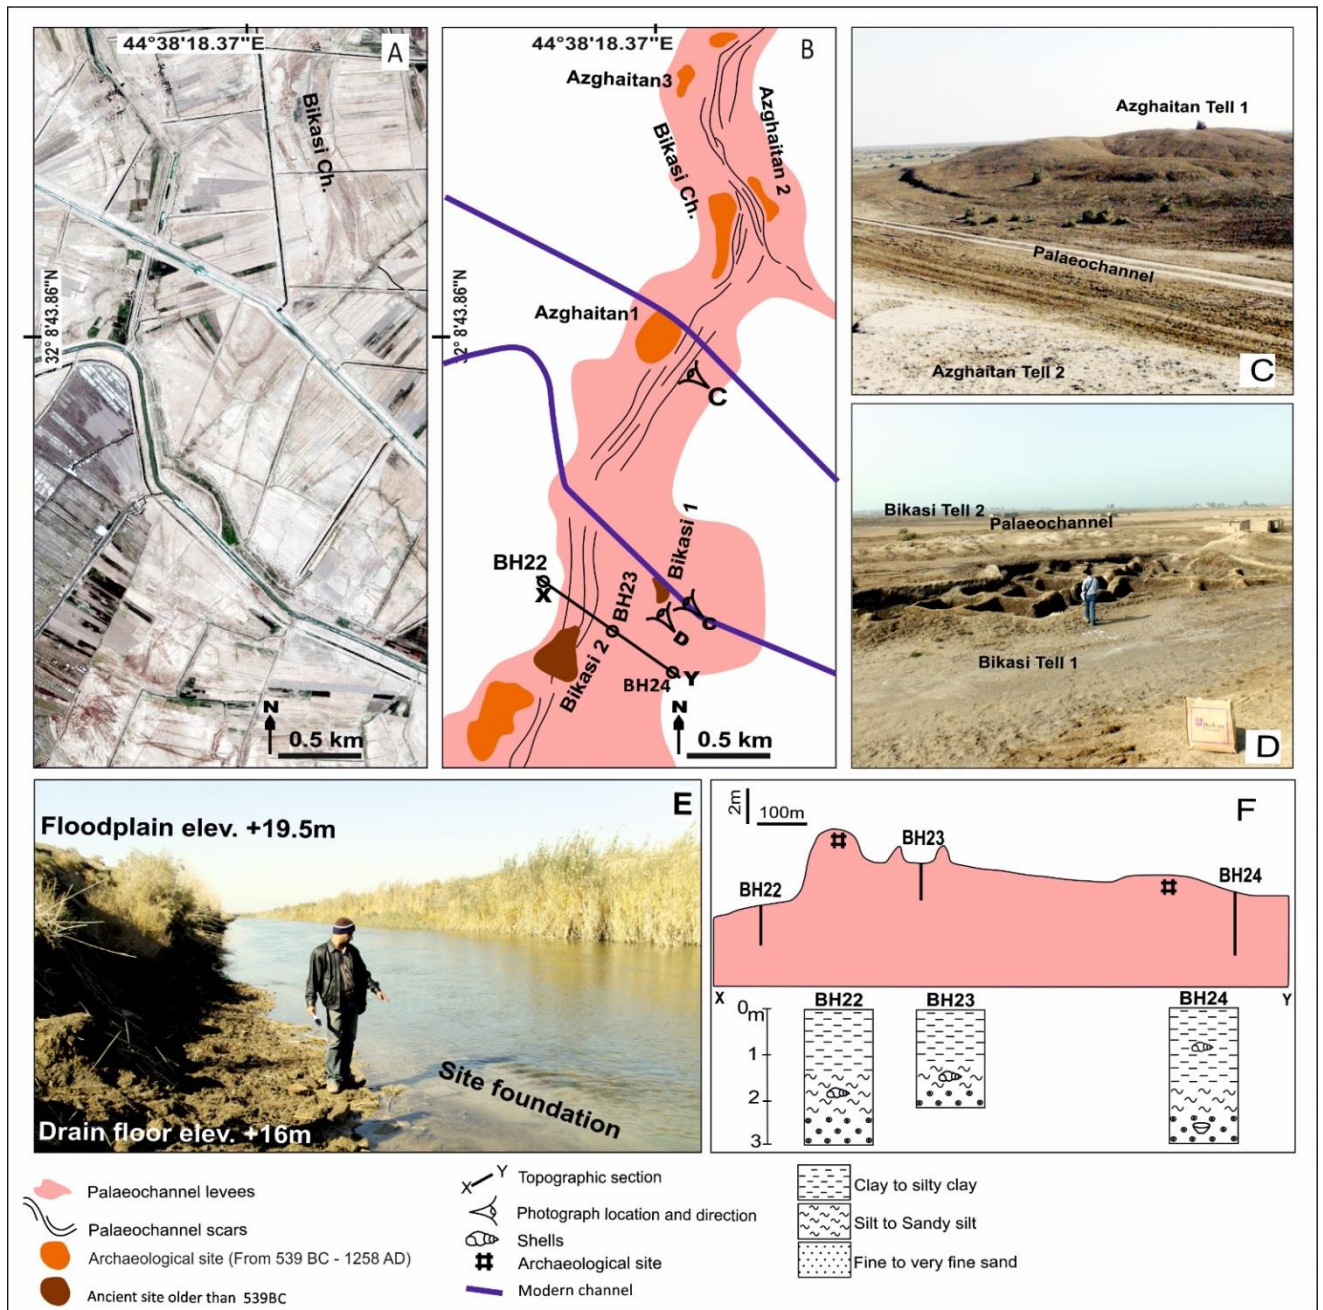 44°38'18.37"E
A
Bikasi Ch.
32° 8'43.86"N
N
0.5 km
44°38'18.37"E
B
Azghaitan3
Bikasi Ch.
Azghaitan 2
32° 8'43.86"N
Azghaitan1
C
Bikasi 1
BH22
X
BH23
C
D
Bikasi 2
BH24
Y
N
0.5 km
Azghaitan Tell 1
Palaeochannel
Azghaitan Tell 2
C
Bikasi Tell 2
Palaeochannel
Bikasi Tell 1
D
Floodplain elev. +19.5m
E
Site foundation
Drain floor elev. +16m
2m
100m
F
BH22
BH23
BH24
X
Y
BH22
BH23
BH24
0m
1
2
3
Palaeochannel levees
Palaeochannel scars
Archaeological site (From 539 BC - 1258 AD)
Ancient site older than 539BC
X Y Topographic section
Photograph location and direction
Shells
Archaeological site
Modern channel
Clay to silty clay
Silt to Sandy silt
Fine to very fine sand